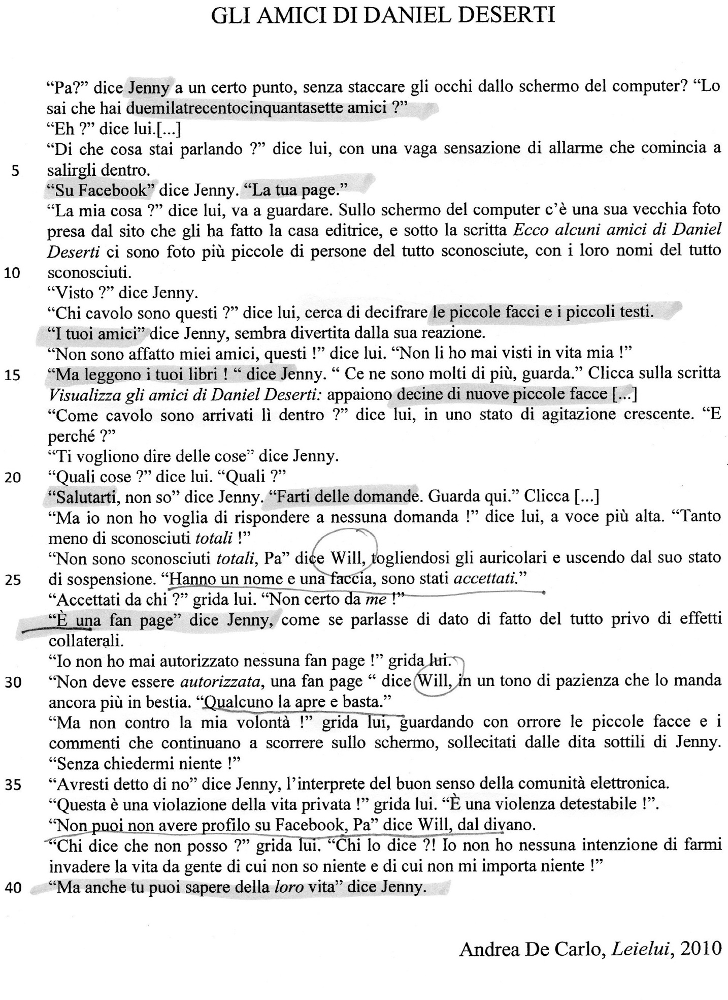 GLI AMICI DI DANIEL DESERTI
“Pa?” dice Jenny a un certo punto, senza staccare gli occhi dallo schermo del computer? “Lo
sai che hai duemilatrecentocinquantasette amici ?”
“Eh ?” dice lui.[...]
“Di che cosa stai parlando ?” dice lui, con una vaga sensazione di allarme che comincia a
5 salirgli dentro.
“Su Facebook” dice Jenny. “La tua page.”
“La mia cosa ?” dice lui, va a guardare. Sullo schermo del computer c’è una sua vecchia foto
presa dal sito che gli ha fatto la casa editrice, e sotto la scritta Ecco alcuni amici di Daniel
Deserti ci sono foto più piccole di persone del tutto sconosciute, con i loro nomi del tutto
10 sconosciuti.
“Visto ?” dice Jenny.
“Chi cavolo sono questi ?” dice lui, cerca di decifrare le piccole facci e i piccoli testi.
“I tuoi amici” dice Jenny, sembra divertita dalla sua reazione.
“Non sono affatto miei amici, questi !” dice lui. “Non li ho mai visti in vita mia !”
15 “Ma leggono i tuoi libri ! “ dice Jenny. “ Ce ne sono molti di più, guarda.” Clicca sulla scritta
Visualizza gli amici di Daniel Deserti: appaiono decine di nuove piccole facce [...]
“Come cavolo sono arrivati lì dentro ?” dice lui, in uno stato di agitazione crescente. “E
perché ?”
“Ti vogliono dire delle cose” dice Jenny.
20 “Quali cose ?” dice lui. “Quali ?”
“Salutarti, non so” dice Jenny. “Farti delle domande. Guarda qui.” Clicca [...]
“Ma io non ho voglia di rispondere a nessuna domanda !” dice lui, a voce più alta. “Tanto
meno di sconosciuti totali !”
“Non sono sconosciuti totali, Pa” dice Will, togliendosi gli auricolari e uscendo dal suo stato
25 di sospensione. “Hanno un nome e una faccia, sono stati accettati.”
“Accettati da chi ?” grida lui. “Non certo da me !”
“È una fan page” dice Jenny, come se parlasse di dato di fatto del tutto privo di effetti
collaterali.
“Io non ho mai autorizzato nessuna fan page !” grida lui.
30 “Non deve essere autorizzata, una fan page “ dice Will, in un tono di pazienza che lo manda
ancora più in bestia. “Qualcuno la apre e basta.”
“Ma non contro la mia volontà !” grida lui, guardando con orrore le piccole facce e i
commenti che continuano a scorrere sullo schermo, sollecitati dalle dita sottili di Jenny.
“Senza chiedermi niente !”
35 “Avresti detto di no” dice Jenny, l’interprete del buon senso della comunità elettronica.
“Questa è una violazione della vita privata !” grida lui. “È una violenza detestabile !”.
“Non puoi non avere profilo su Facebook, Pa” dice Will, dal divano.
“Chi dice che non posso ?” grida lui. “Chi lo dice ?! Io non ho nessuna intenzione di farmi
invadere la vita da gente di cui non so niente e di cui non mi importa niente !”
40 “Ma anche tu puoi sapere della loro vita” dice Jenny.
Andrea De Carlo, Leielui, 2010